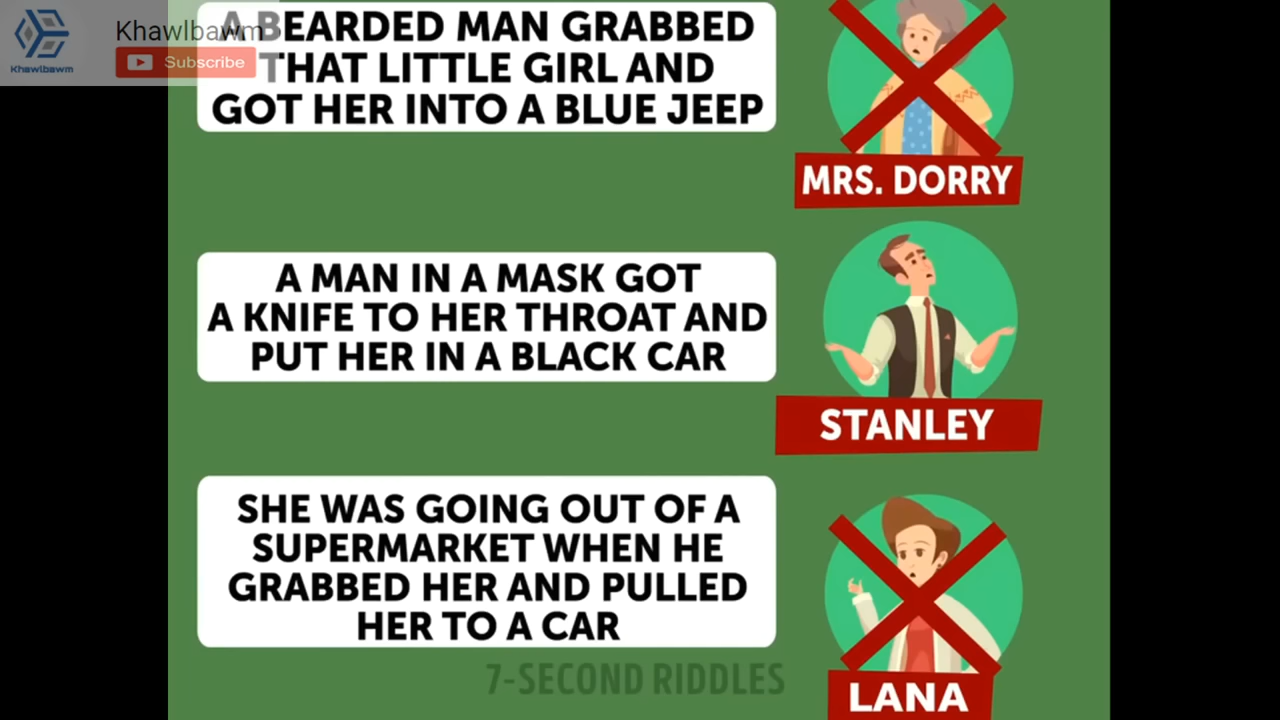 Khawlbawm
Subscribe
Khawlbawm
A BEARDED MAN GRABBED
THAT LITTLE GIRL AND
GOT HER INTO A BLUE JEEP
MRS. DORRY
A MAN IN A MASK GOT
A KNIFE TO HER THROAT AND
PUT HER IN A BLACK CAR
STANLEY
SHE WAS GOING OUT OF A
SUPERMARKET WHEN HE
GRABBED HER AND PULLED
HER TO A CAR
LANA
7-SECOND RIDDLES